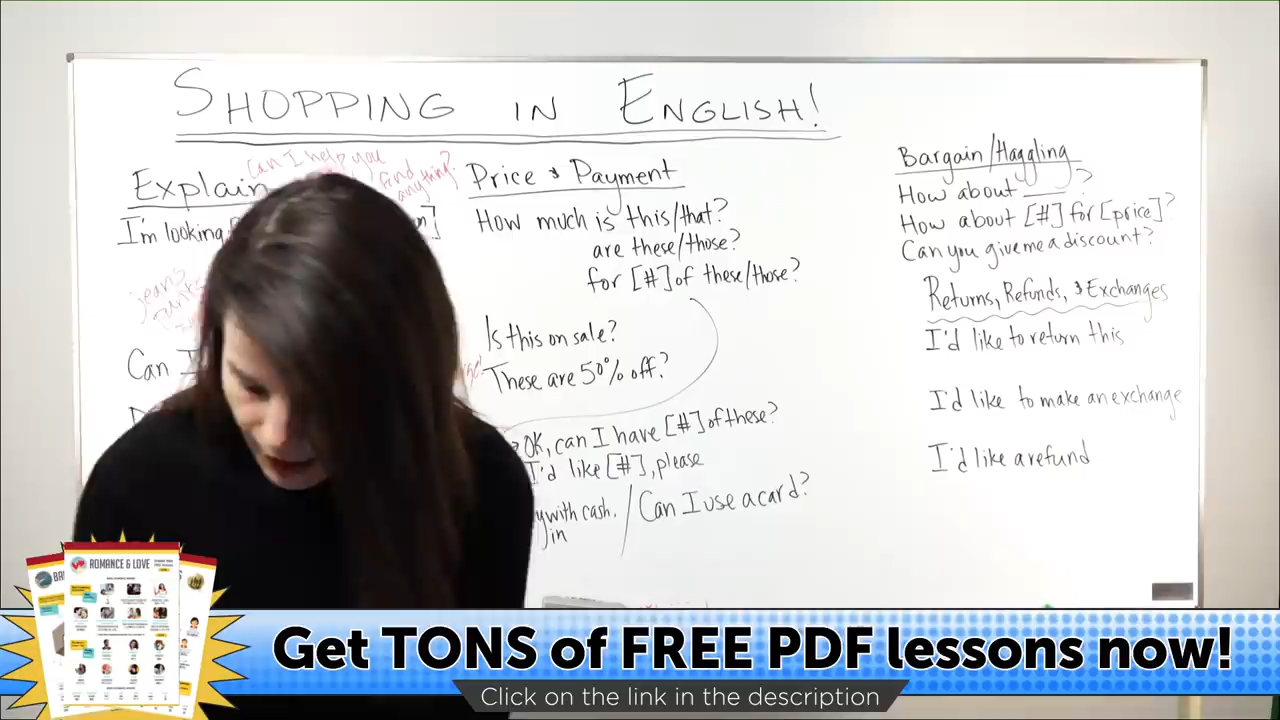 SHOPPING IN ENGLISH!
Can I help you
find
anything?
Explain
I'm looking
jeans
Can I
Price & Payment
How much is this/that?
are these/those?
for [#] of these/those?
Is this on sale?
These are 50% off?
OK, can I have [#] of these?
I'd like [#], please
with cash. / Can I use a card?
in
Bargain/Haggling
How about ____?
How about [#] for [price]?
Can you give me a discount?
Returns, Refunds, & Exchanges
I'd like to return this
I'd like to make an exchange
I'd like a refund
ROMANCE & LOVE
Get TONS of FREE PDF lessons now!
Click on the link in the description